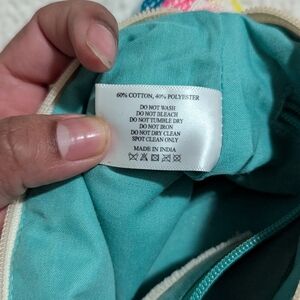 60% COTTON, 40% POLYESTER
DO NOT WASH
DO NOT BLEACH
DO NOT TUMBLE DRY
DO NOT IRON
DO NOT DRY CLEAN
SPOT CLEAN ONLY
MADE IN INDIA